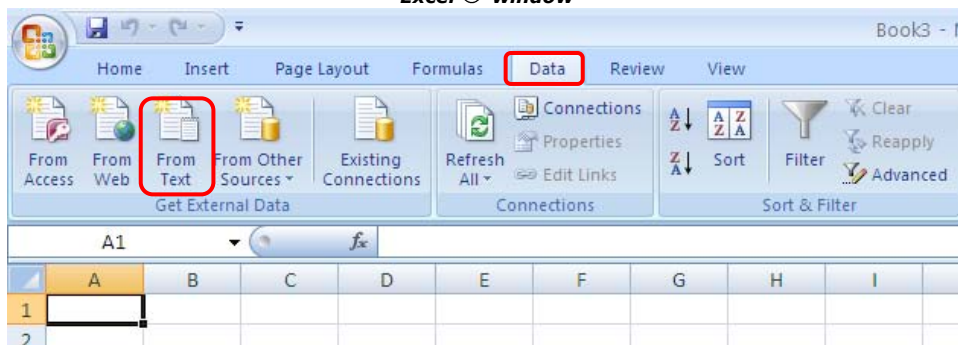 Excel ® window
Book3 -
Home Insert Page Layout Formulas Data Review View
From Access
From Web
From Text
From Other Sources
Existing Connections
Get External Data
Refresh All
Connections
Properties
Edit Links
Connections
A Z
Z A
A Z Z A
Sort
Filter
Clear
Reapply
Advanced
Sort & Filter
A1 fx
A B C D E F G H I
1
2